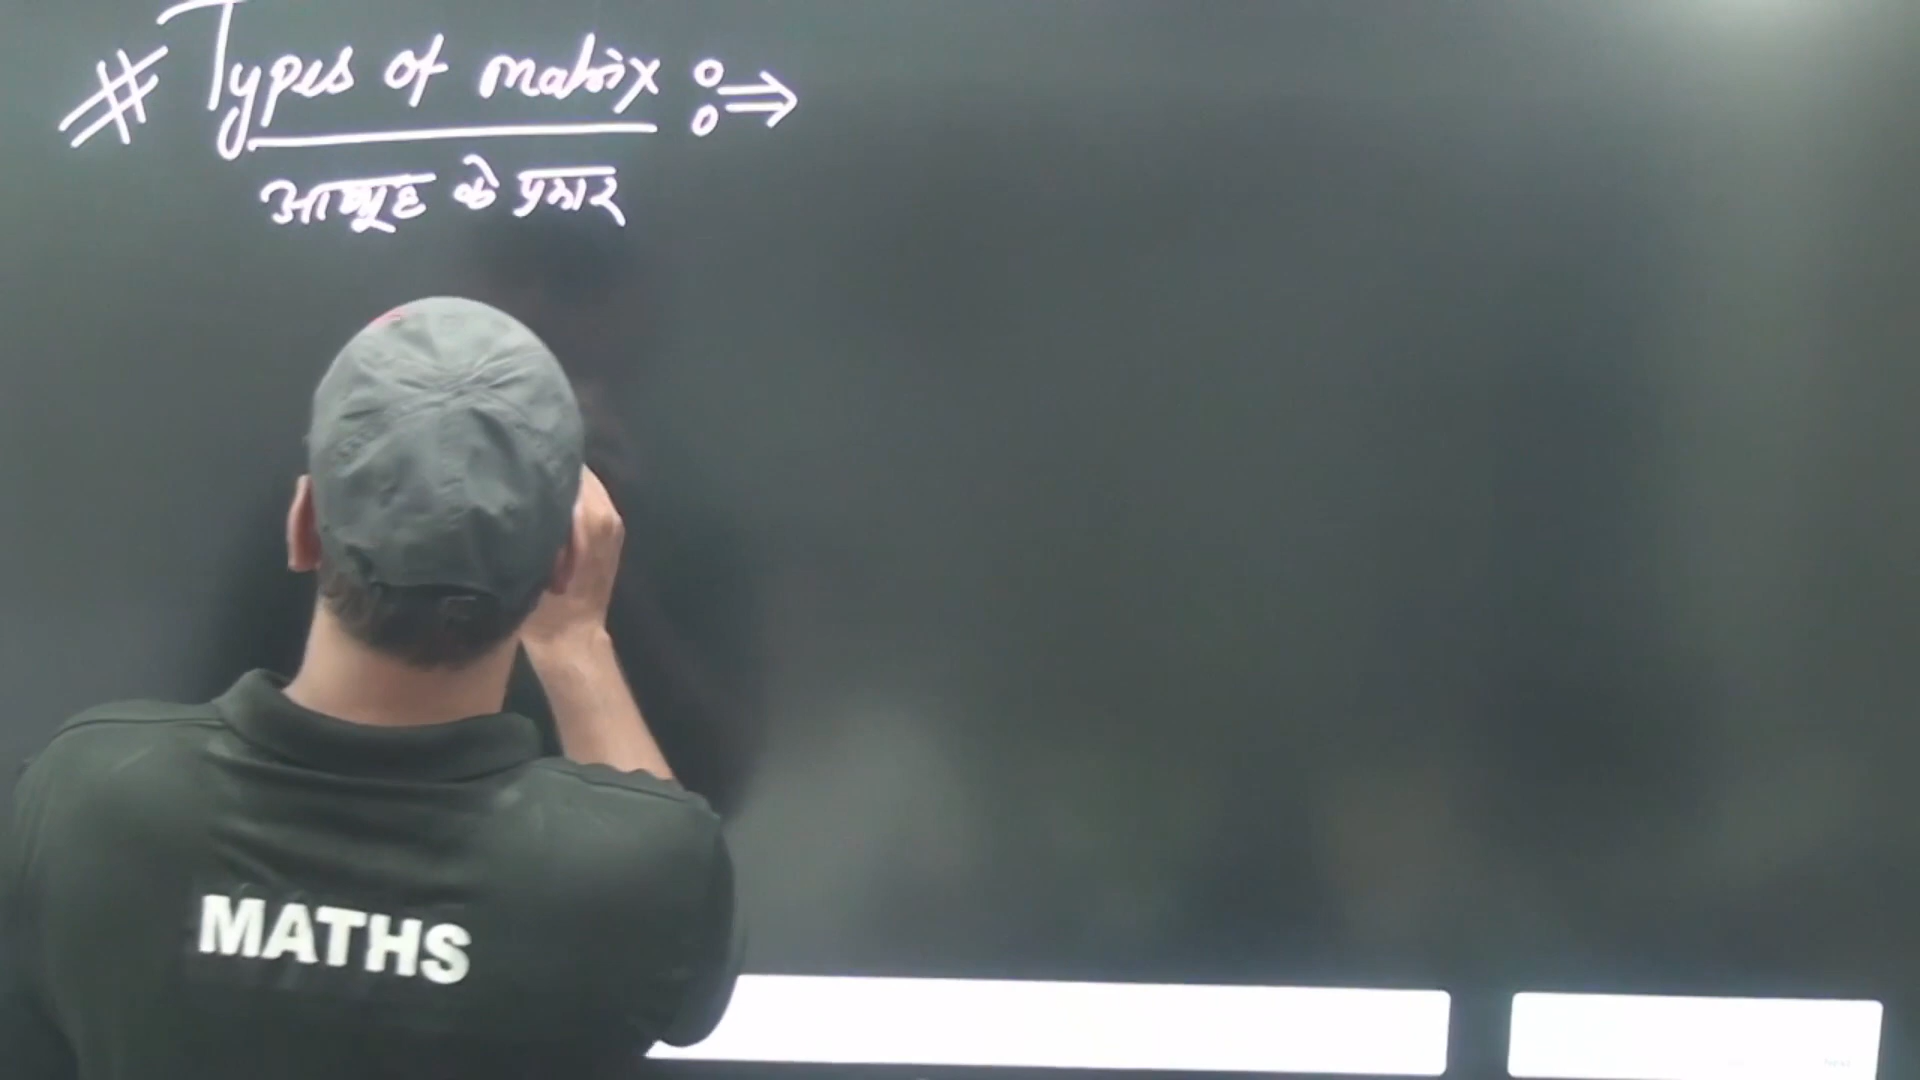 # Types of matrix :⇒
आव्यूह के प्रकार
MATHS